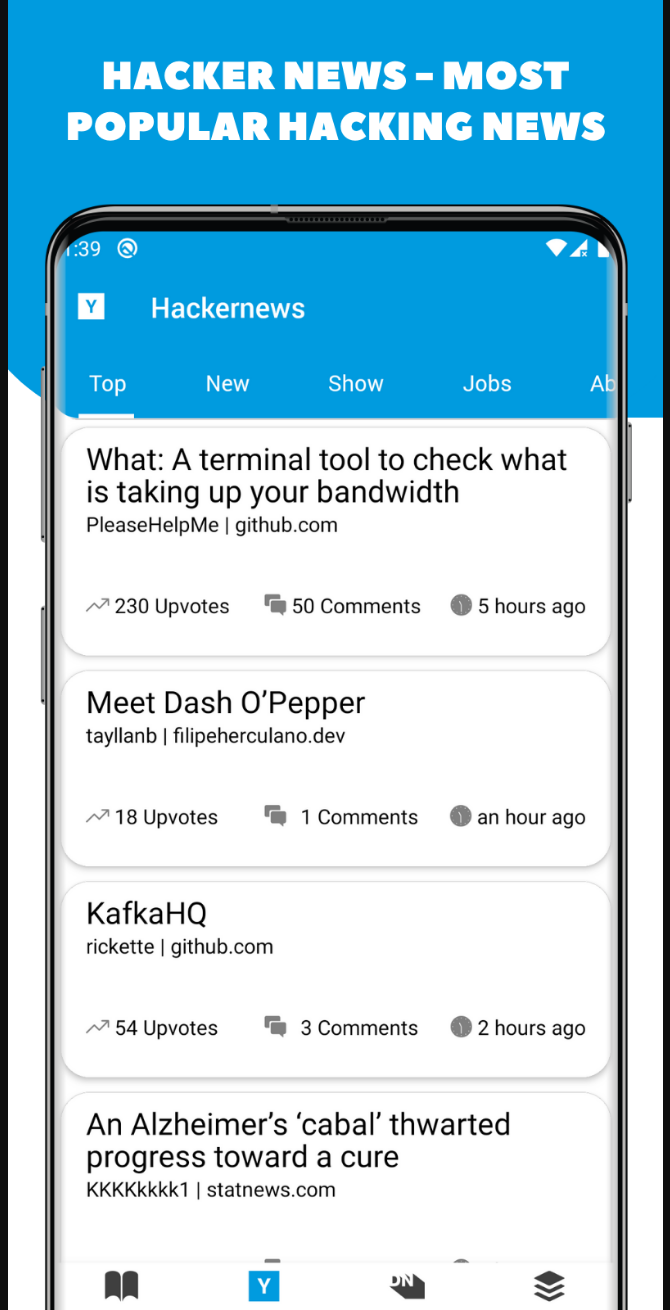 HACKER NEWS - MOST
POPULAR HACKING NEWS
:39
Y
Hackernews
Top New Show Jobs Ab
What: A terminal tool to check what
is taking up your bandwidth
PleaseHelpMe | github.com
230 Upvotes 50 Comments 5 hours ago
Meet Dash O’Pepper
tayllanb | filipeherculano.dev
18 Upvotes 1 Comments an hour ago
KafkaHQ
rickette | github.com
54 Upvotes 3 Comments 2 hours ago
An Alzheimer’s ‘cabal’ thwarted
progress toward a cure
KKKKkkkk1 | statnews.com
Y DN